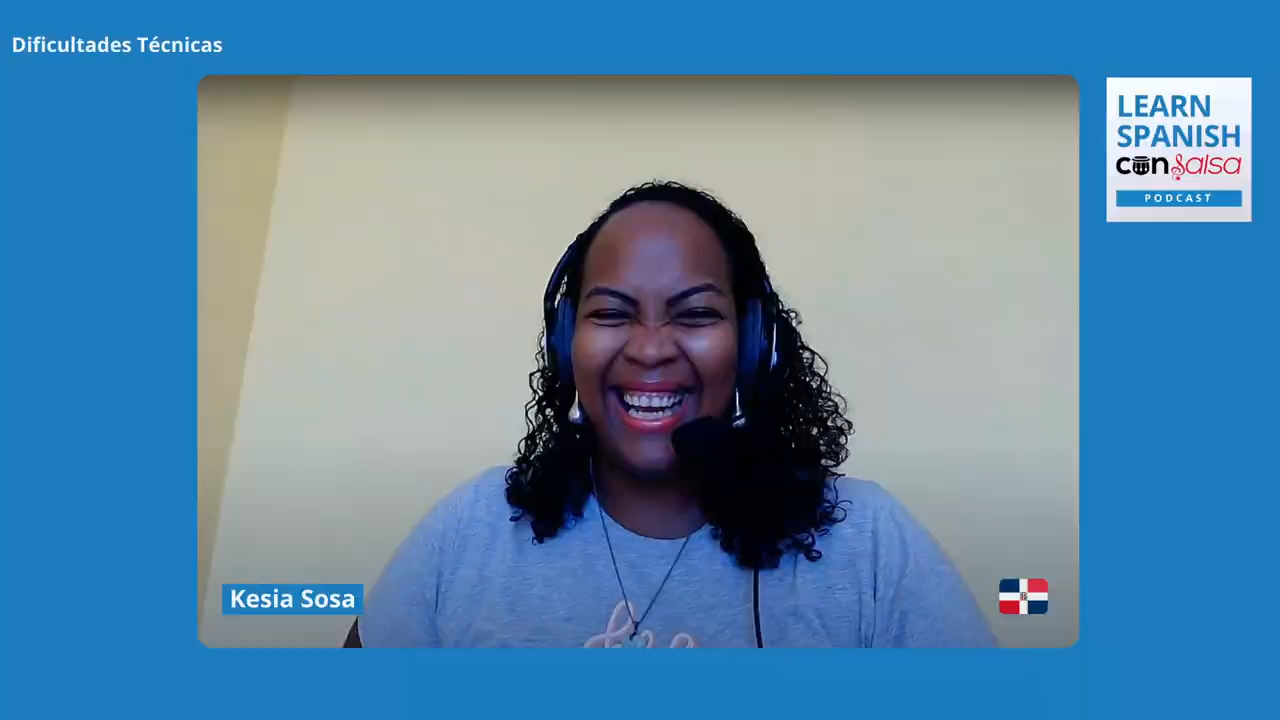 Dificultades Técnicas
LEARN
SPANISH
con Salsa
PODCAST
Kesia Sosa